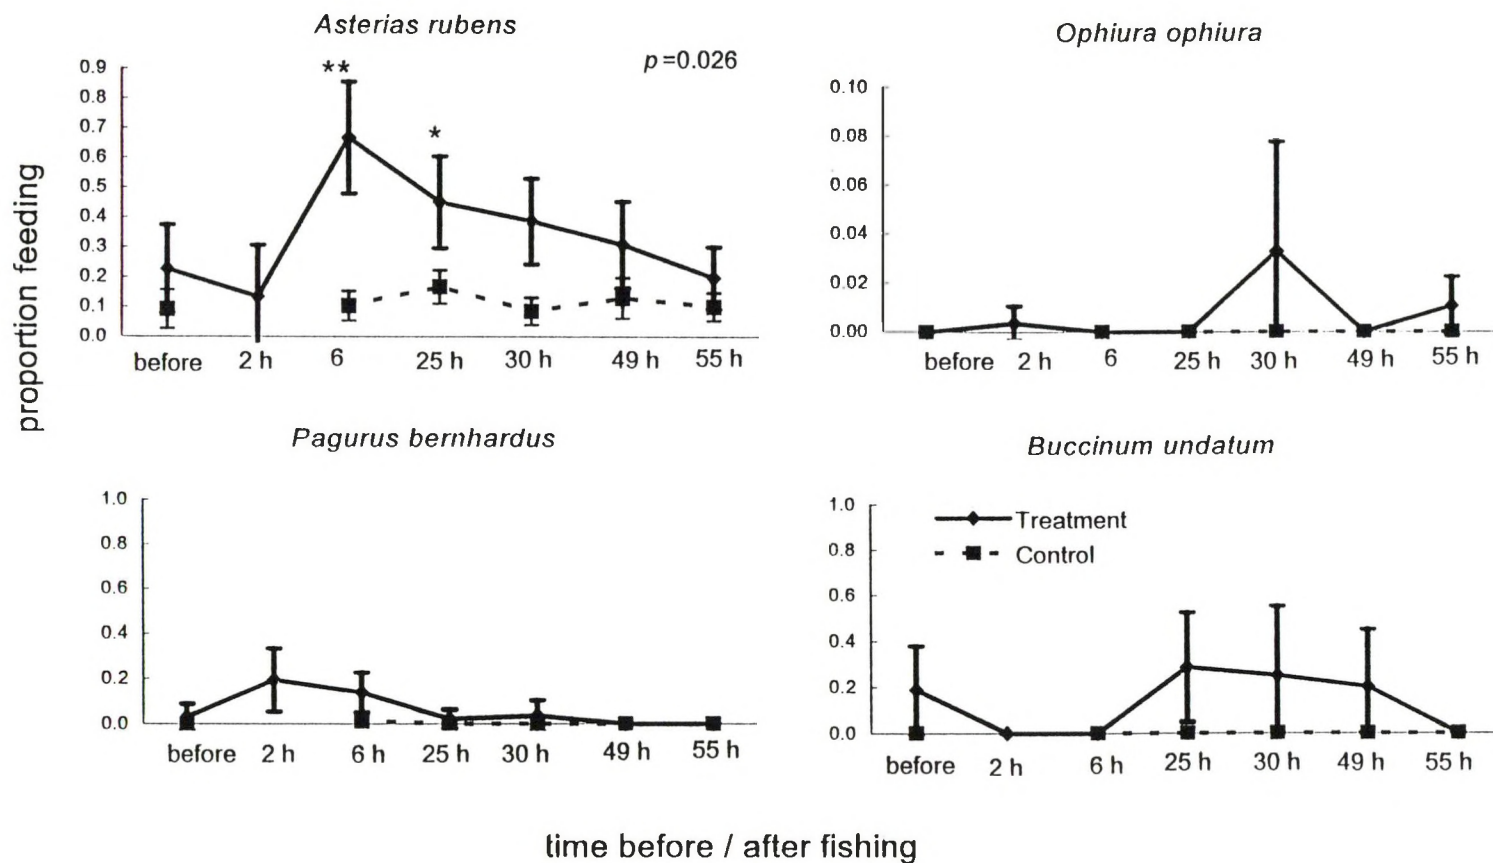 Asterias rubens
** p=0.026
*
0.9
0.8
0.7
0.6
0.5
0.4
0.3
0.2
0.1
0.0
before 2 h 6 25 h 30 h 49 h 55 h
Ophiura ophiura
0.10
0.08
0.06
0.04
0.02
0.00
before 2 h 6 25 h 30 h 49 h 55 h
proportion feeding
Pagurus bernhardus
1.0
0.8
0.6
0.4
0.2
0.0
before 2 h 6 h 25 h 30 h 49 h 55 h
Buccinum undatum
1.0
0.8
0.6
0.4
0.2
0.0
Treatment
Control
before 2 h 6 h 25 h 30 h 49 h 55 h
time before / after fishing